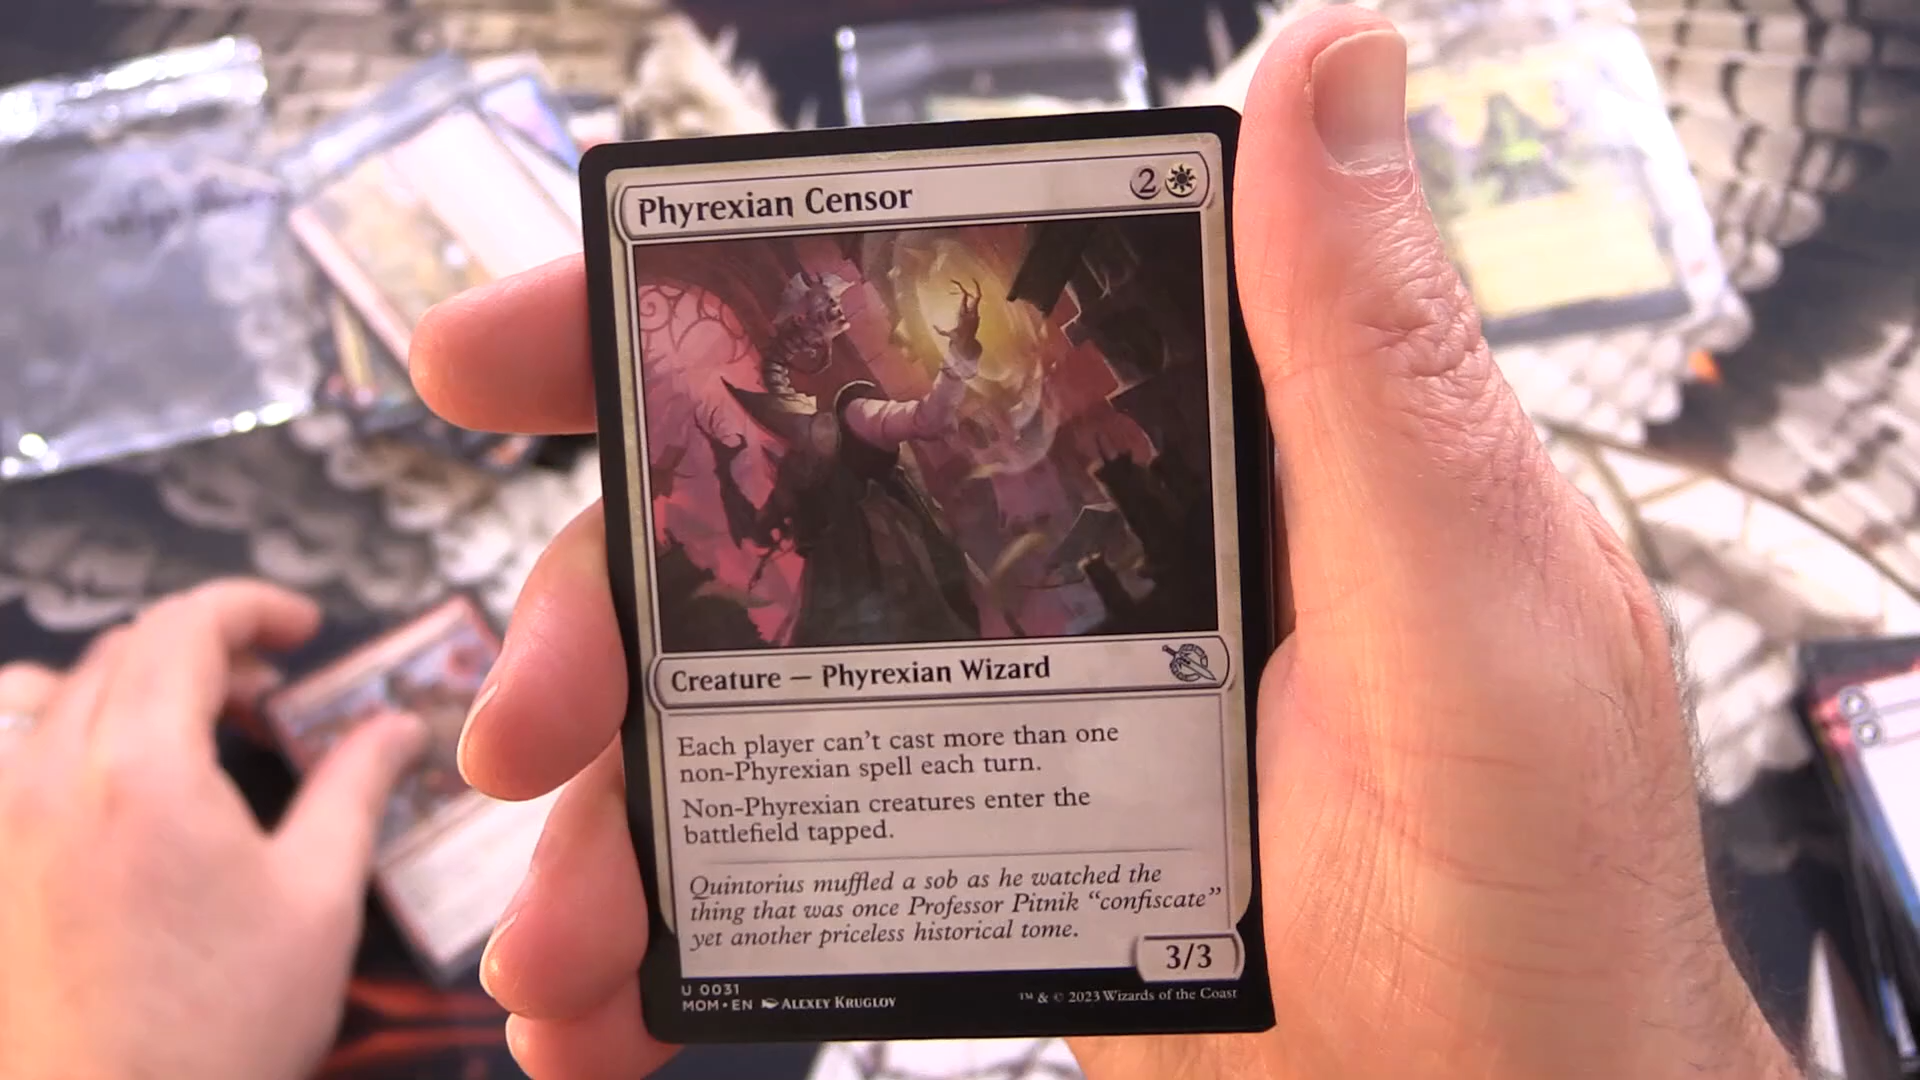 Phyrexian Censor 2
Creature — Phyrexian Wizard
Each player can't cast more than one
non-Phyrexian spell each turn.
Non-Phyrexian creatures enter the
battlefield tapped.
Quintorius muffled a sob as he watched the
thing that was once Professor Pitnik “confiscate”
yet another priceless historical tome.
3/3
U 0031
MOM • EN ALEXEY KRUGLOV
™ & © 2023 Wizards of the Coast